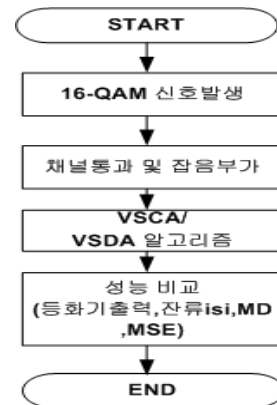 START
16-QAM 신호발생
채널통과 및 잡음부가
VSCA/
VSDA 알고리즘
성능 비교
(등화기출력,잔류isi,MD
,MSE)
END